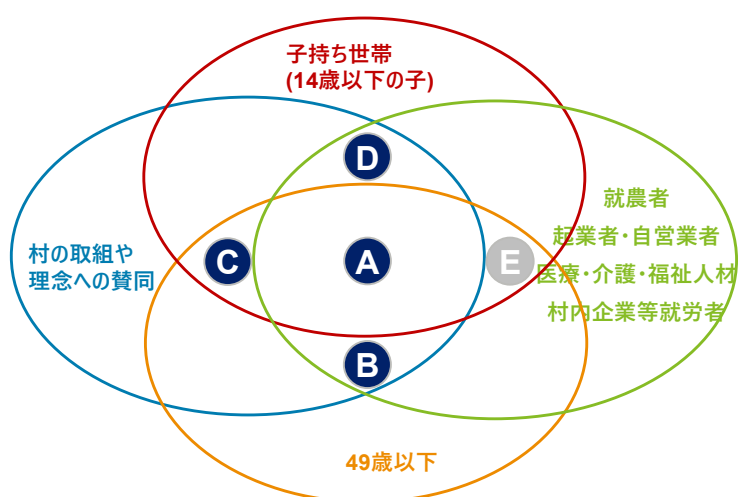 子持ち世帯
(14歳以下の子)
D
就農者
起業者・自営業者
医療・介護・福祉人材
村内企業等就労者
村の取組や
理念への賛同
C
A
E
B
49歳以下